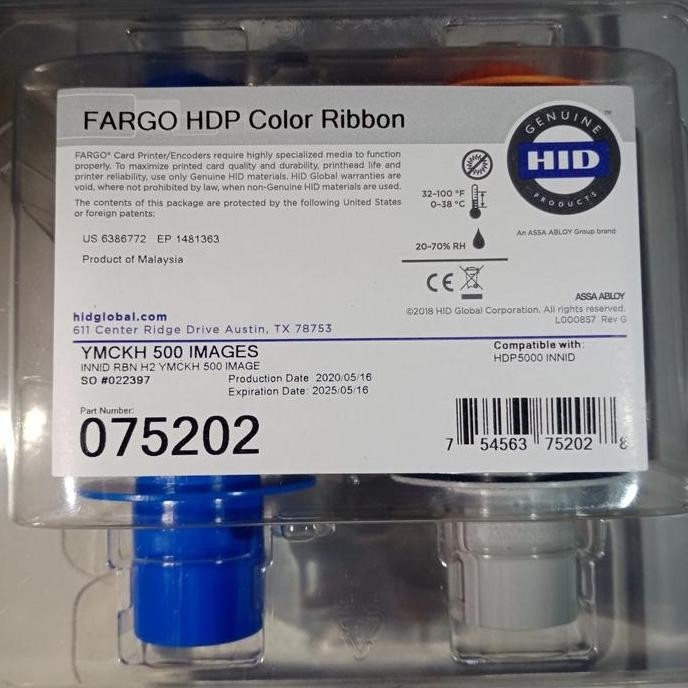 FARGO HDP Color Ribbon
FARGO® Card Printer/Encoders require highly specialized media to function
properly. To maximize printed card quality and durability, printhead life and
printer reliability, use only Genuine HID materials. HID Global warranties are
void, where not prohibited by law, when non-Genuine HID materials are used.
The contents of this package are protected by the following United States
or foreign patents:
US 6386772 EP 1481363
Product of Malaysia
GENUINE
HID
PRODUCTS
™
An ASSA ABLOY Group brand
32-100 °F
0-38 °C
20-70% RH
CE
ASSA ABLOY
©2018 HID Global Corporation. All rights reserved.
L000857 Rev G
hidglobal.com
611 Center Ridge Drive Austin, TX 78753
YMCKH 500 IMAGES
INNID RBN H2 YMCKH 500 IMAGE
SO #022397
Production Date 2020/05/16
Expiration Date: 2025/05/16
Compatible with:
HDP5000 INNID
Part Number:
075202
7 54563 75202 8